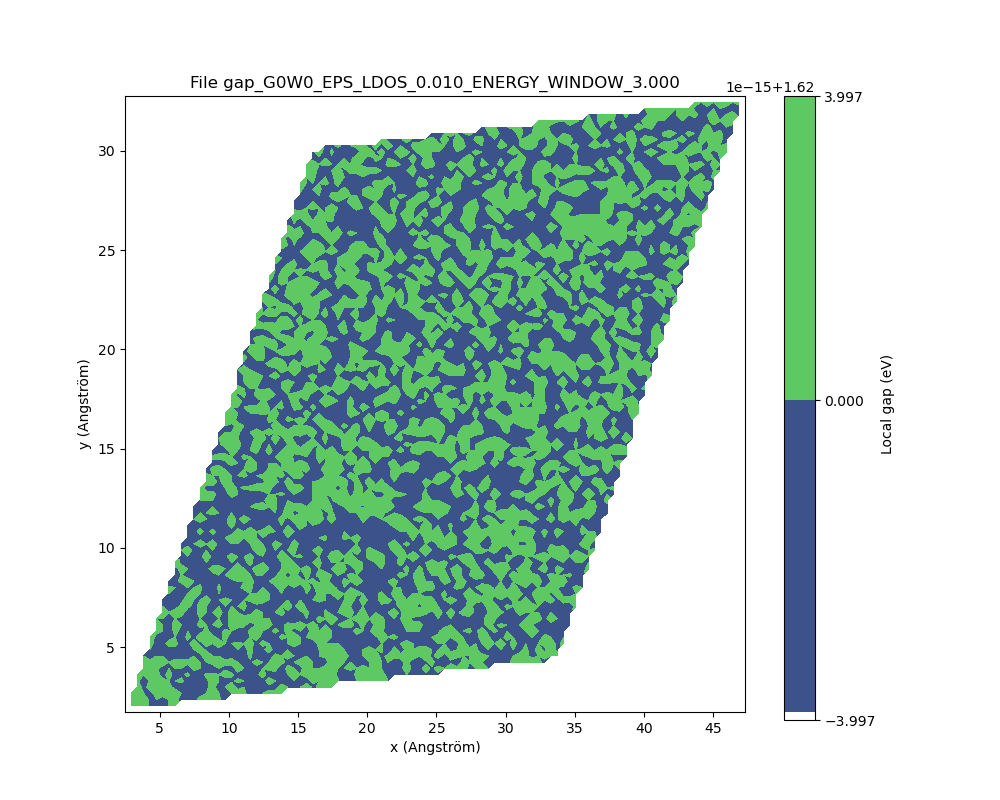 File gap_G0W0_EPS_LDOS_0.010_ENERGY_WINDOW_3.000
1e−15+1.62
3.997
0.000
−3.997
Local gap (eV)
30
25
20
15
10
5
y (Angström)
5 10 15 20 25 30 35 40 45
x (Angström)